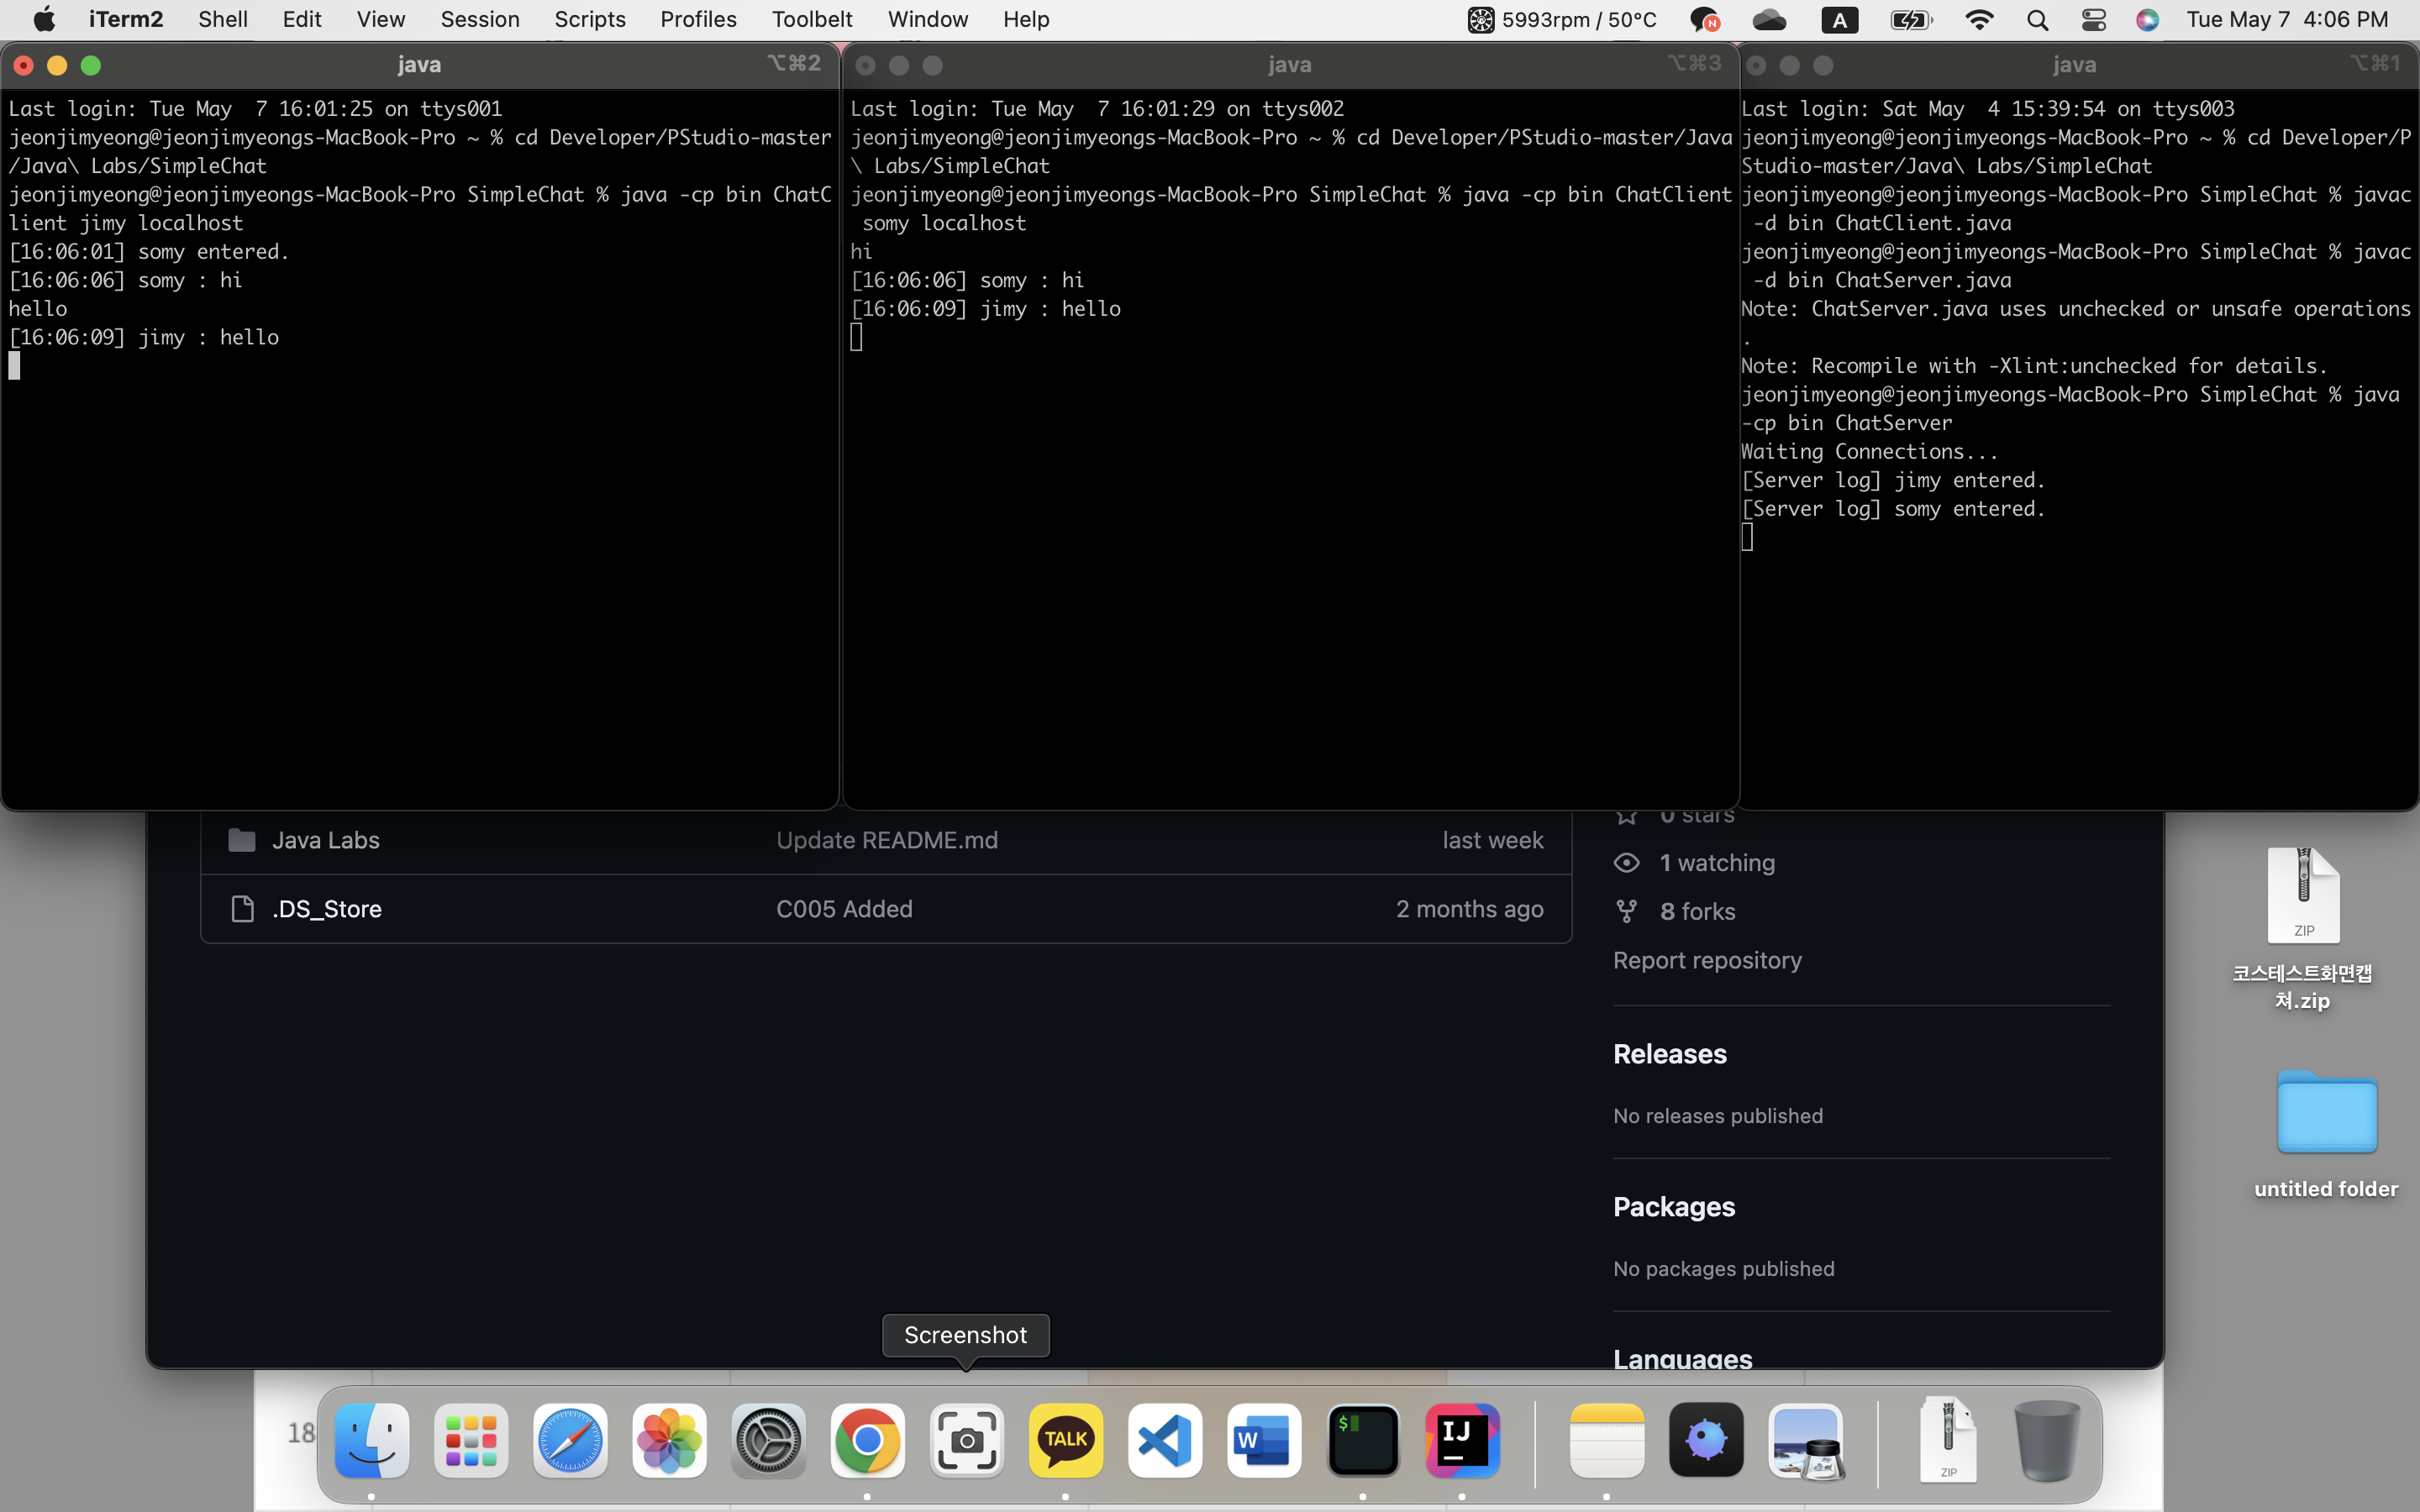 iTerm2 Shell Edit View Session Scripts Profiles Toolbelt Window Help 5993rpm / 50°C A Tue May 7 4:06 PM
java ⌥⌘2
Last login: Tue May  7 16:01:25 on ttys001
jeonjimyeong@jeonjimyeongs-MacBook-Pro ~ % cd Developer/PStudio-master
/Java\ Labs/SimpleChat
jeonjimyeong@jeonjimyeongs-MacBook-Pro SimpleChat % java -cp bin ChatC
lient jimy localhost
[16:06:01] somy entered.
[16:06:06] somy : hi
hello
[16:06:09] jimy : hello
java ⌥⌘3
Last login: Tue May  7 16:01:29 on ttys002
jeonjimyeong@jeonjimyeongs-MacBook-Pro ~ % cd Developer/PStudio-master/Java
\ Labs/SimpleChat
jeonjimyeong@jeonjimyeongs-MacBook-Pro SimpleChat % java -cp bin ChatClient
 somy localhost
hi
[16:06:06] somy : hi
[16:06:09] jimy : hello
java ⌥⌘1
Last login: Sat May  4 15:39:54 on ttys003
jeonjimyeong@jeonjimyeongs-MacBook-Pro ~ % cd Developer/P
Studio-master/Java\ Labs/SimpleChat
jeonjimyeong@jeonjimyeongs-MacBook-Pro SimpleChat % javac
 -d bin ChatClient.java
jeonjimyeong@jeonjimyeongs-MacBook-Pro SimpleChat % javac
 -d bin ChatServer.java
Note: ChatServer.java uses unchecked or unsafe operations
.
Note: Recompile with -Xlint:unchecked for details.
jeonjimyeong@jeonjimyeongs-MacBook-Pro SimpleChat % java
-cp bin ChatServer
Waiting Connections...
[Server log] jimy entered.
[Server log] somy entered.
Java Labs Update README.md last week
.DS_Store C005 Added 2 months ago
0 stars
1 watching
8 forks
Report repository
Releases
No releases published
Packages
No packages published
Languages
ZIP
코스테스트화면캡
쳐.zip
untitled folder
Screenshot
18
TALK
W
$
IJ
ZIP